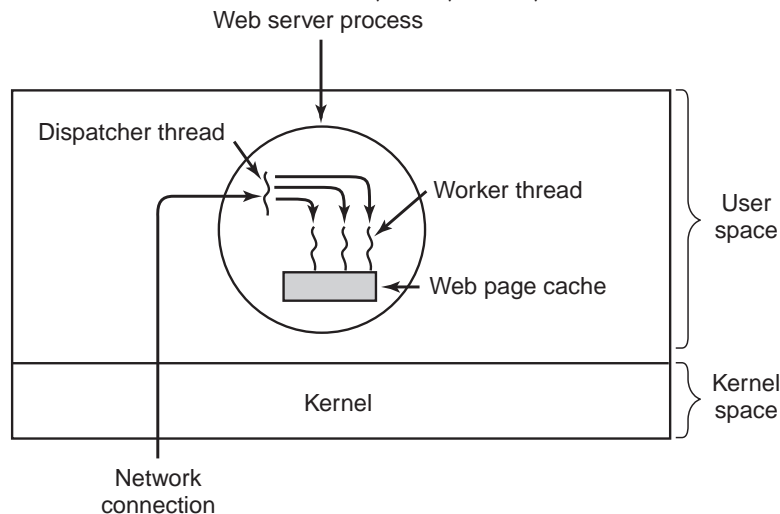 Web server process
Dispatcher thread
Worker thread
User
space
Web page cache
Kernel
Kernel
space
Network
connection